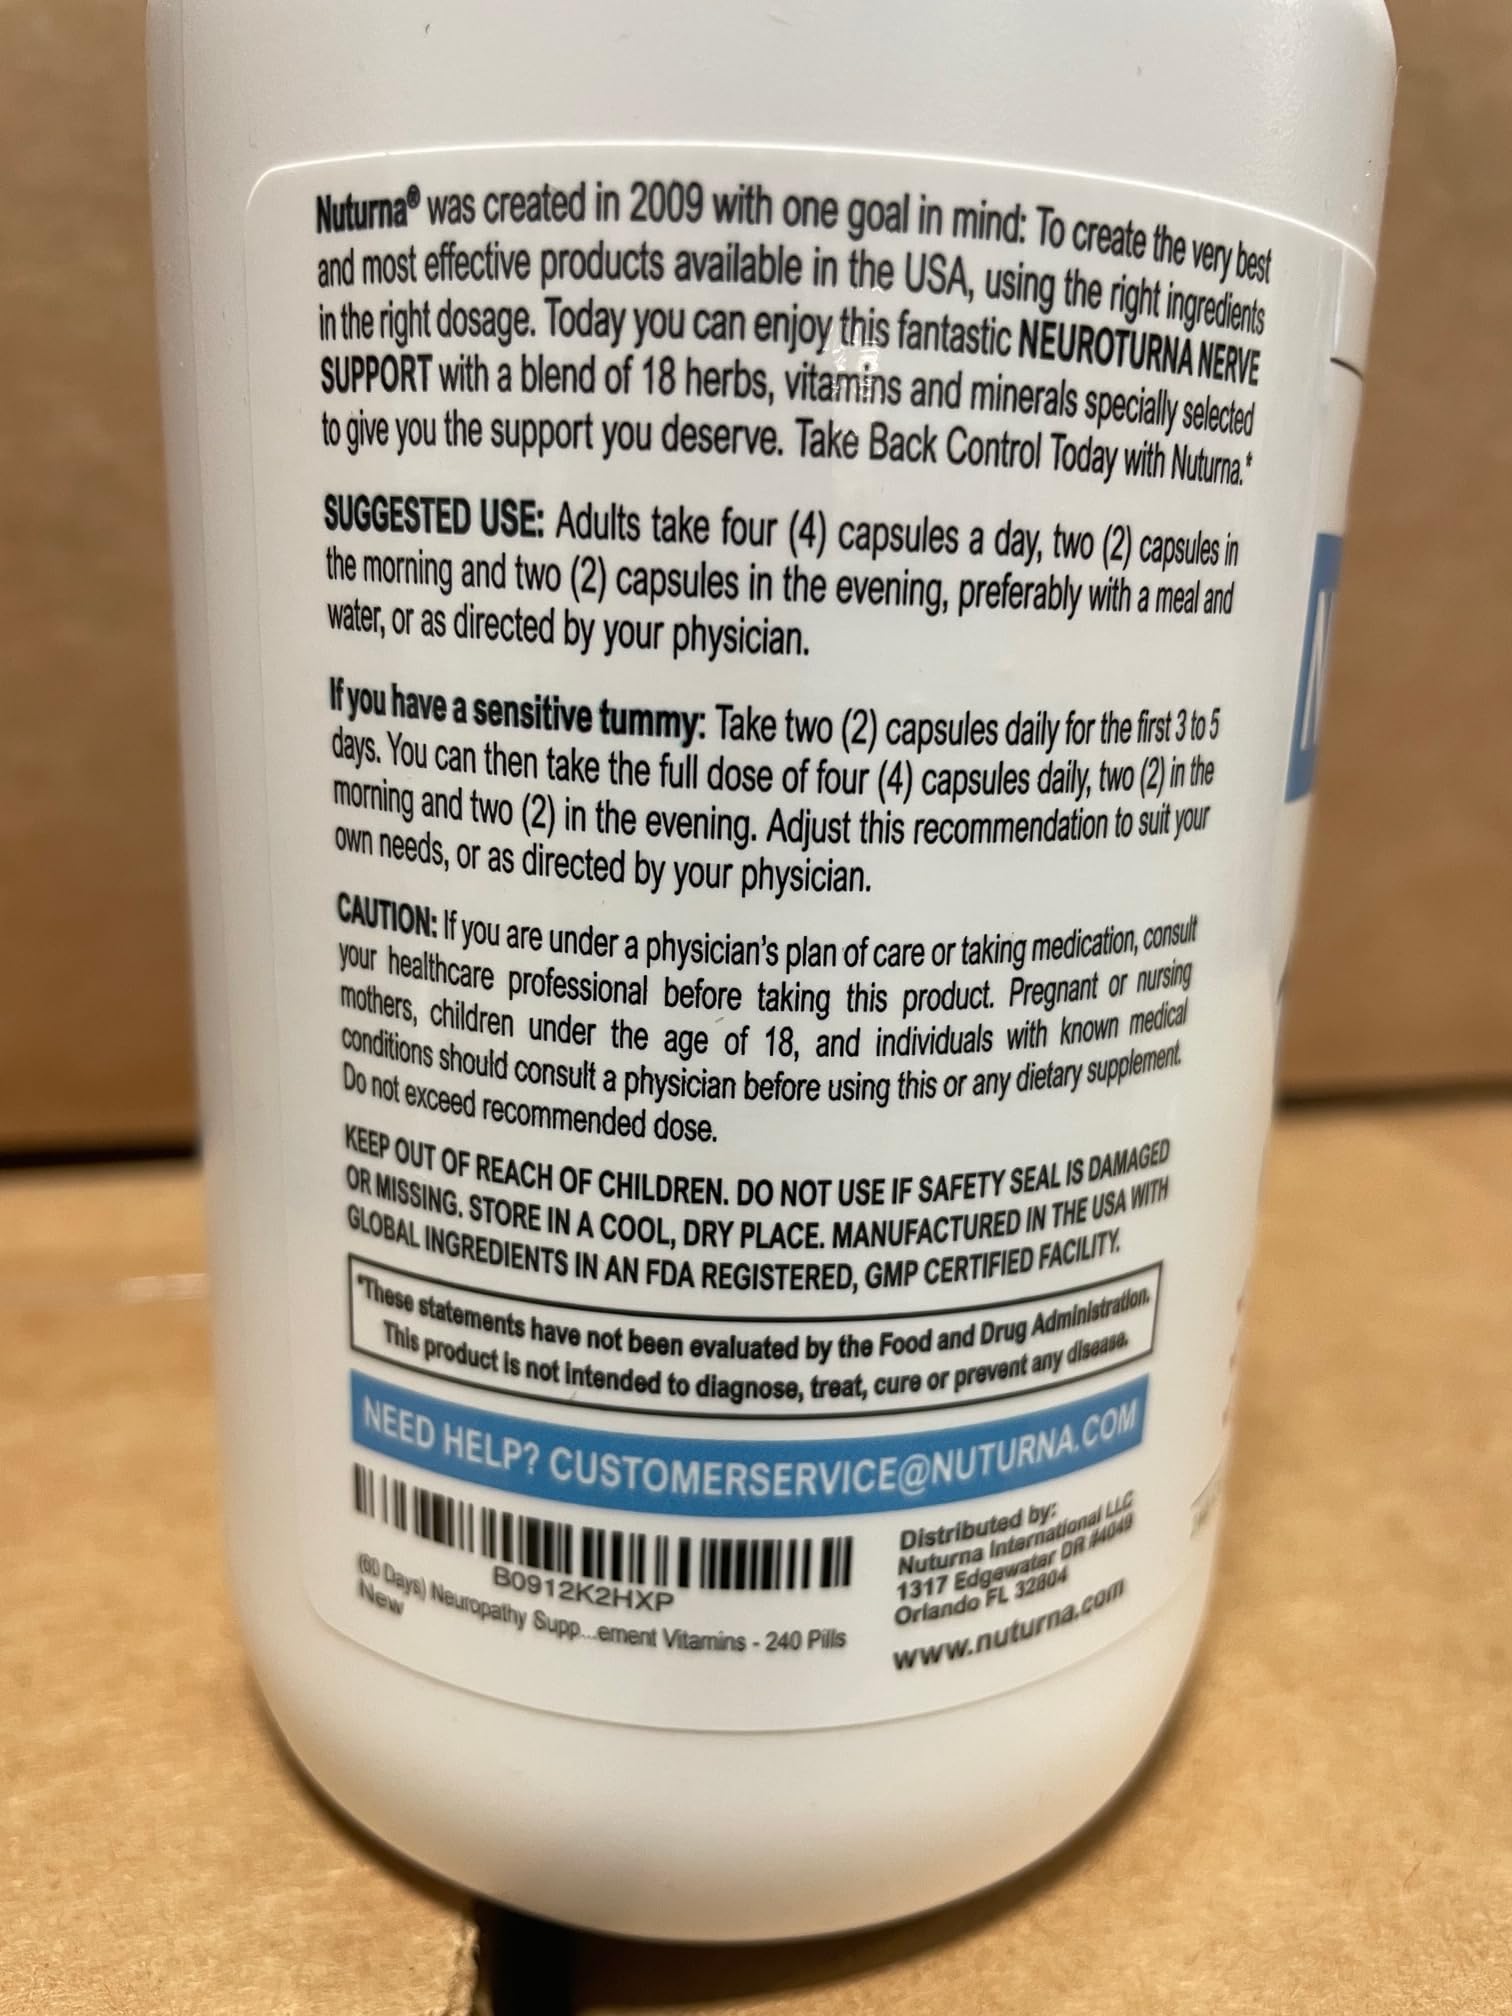 Nuturna® was created in 2009 with one goal in mind: To create the very best
and most effective products available in the USA, using the right ingredients
in the right dosage. Today you can enjoy this fantastic NEUROTURNA NERVE
SUPPORT with a blend of 18 herbs, vitamins and minerals specially selected
to give you the support you deserve. Take Back Control Today with Nuturna.*
SUGGESTED USE: Adults take four (4) capsules a day, two (2) capsules in
the morning and two (2) capsules in the evening, preferably with a meal and
water, or as directed by your physician.
If you have a sensitive tummy: Take two (2) capsules daily for the first 3 to 5
days. You can then take the full dose of four (4) capsules daily, two (2) in the
morning and two (2) in the evening. Adjust this recommendation to suit your
own needs, or as directed by your physician.
CAUTION: If you are under a physician's plan of care or taking medication, consult
your healthcare professional before taking this product. Pregnant or nursing
mothers, children under the age of 18, and individuals with known medical
conditions should consult a physician before using this or any dietary supplement.
Do not exceed recommended dose.
KEEP OUT OF REACH OF CHILDREN. DO NOT USE IF SAFETY SEAL IS DAMAGED
OR MISSING. STORE IN A COOL, DRY PLACE. MANUFACTURED IN THE USA WITH
GLOBAL INGREDIENTS IN AN FDA REGISTERED, GMP CERTIFIED FACILITY.
*These statements have not been evaluated by the Food and Drug Administration.
This product is not intended to diagnose, treat, cure or prevent any disease.
NEED HELP? CUSTOMERSERVICE@NUTURNA.COM
B0912K2HXP
(60 Days) Neuropathy Supp...ement Vitamins - 240 Pills
New
Distributed by:
Nuturna International LLC
1317 Edgewater DR #4049
Orlando FL 32804
www.nuturna.com